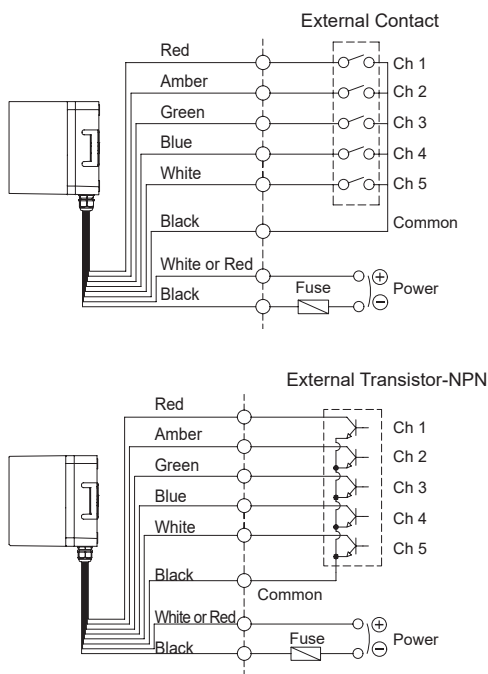 External Contact
Red
Ch 1
Amber
Ch 2
Green
Ch 3
Blue
Ch 4
White
Ch 5
Black
Common
White or Red
Fuse
+
Power
Black
−
External Transistor-NPN
Red
Ch 1
Amber
Ch 2
Green
Ch 3
Blue
Ch 4
White
Ch 5
Black
Common
White or Red
Fuse
+
Power
Black
−